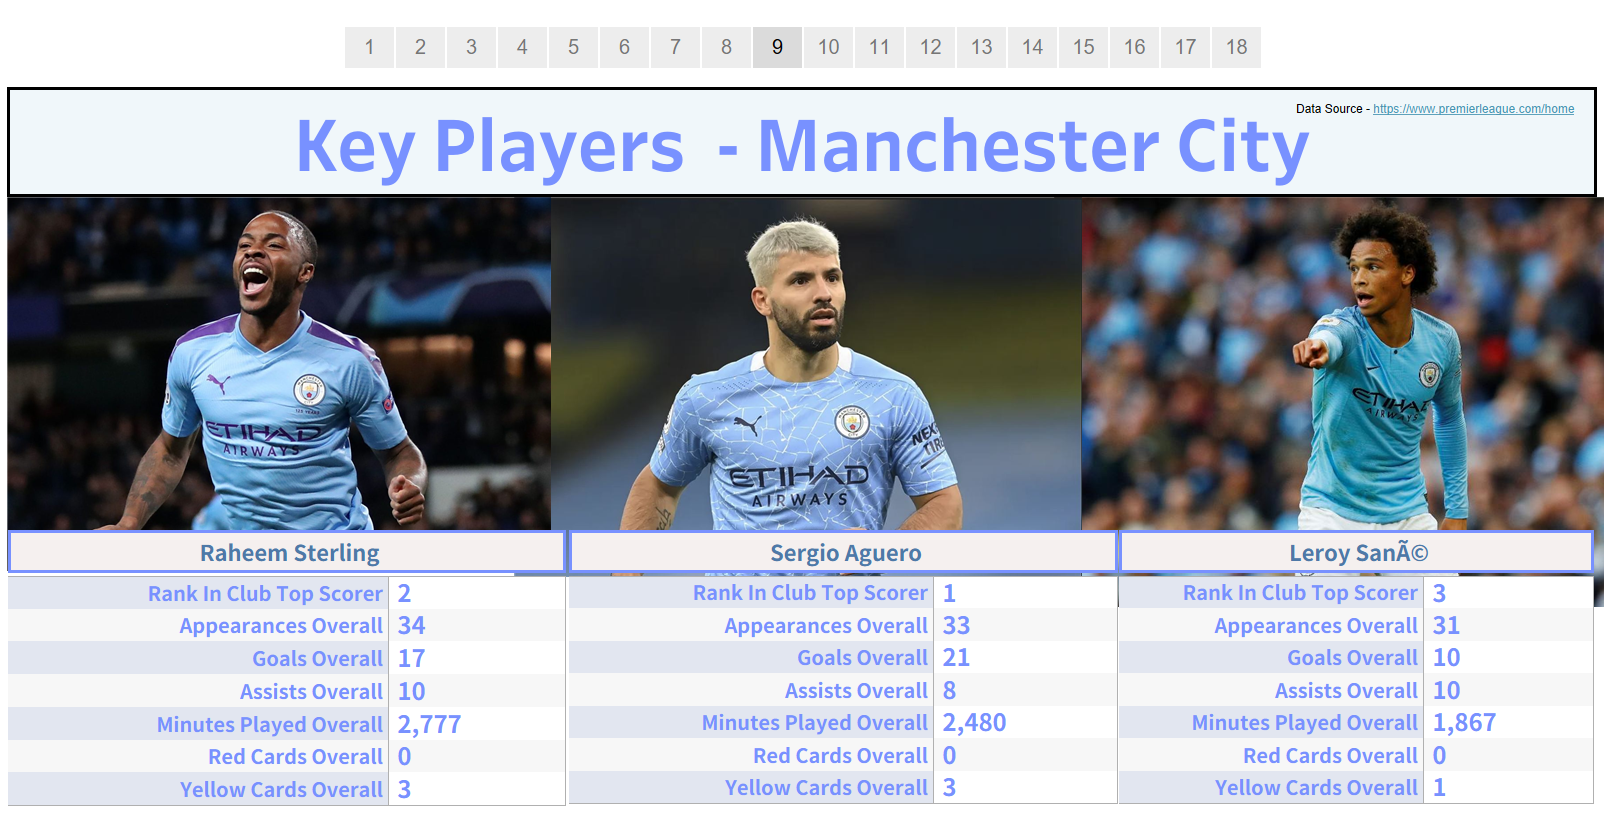 1 2 3 4 5 6 7 8 9 10 11 12 13 14 15 16 17 18
Data Source - https://www.premierleague.com/home
Key Players - Manchester City
ETIHAD
AIRWAYS
ETIHAD
AIRWAYS
NEXEN
TIRE
ETIHAD
AIRWAYS
Raheem Sterling
Rank In Club Top Scorer 2
Appearances Overall 34
Goals Overall 17
Assists Overall 10
Minutes Played Overall 2,777
Red Cards Overall 0
Yellow Cards Overall 3
Sergio Aguero
Rank In Club Top Scorer 1
Appearances Overall 33
Goals Overall 21
Assists Overall 8
Minutes Played Overall 2,480
Red Cards Overall 0
Yellow Cards Overall 3
Leroy SanÃ©
Rank In Club Top Scorer 3
Appearances Overall 31
Goals Overall 10
Assists Overall 10
Minutes Played Overall 1,867
Red Cards Overall 0
Yellow Cards Overall 1